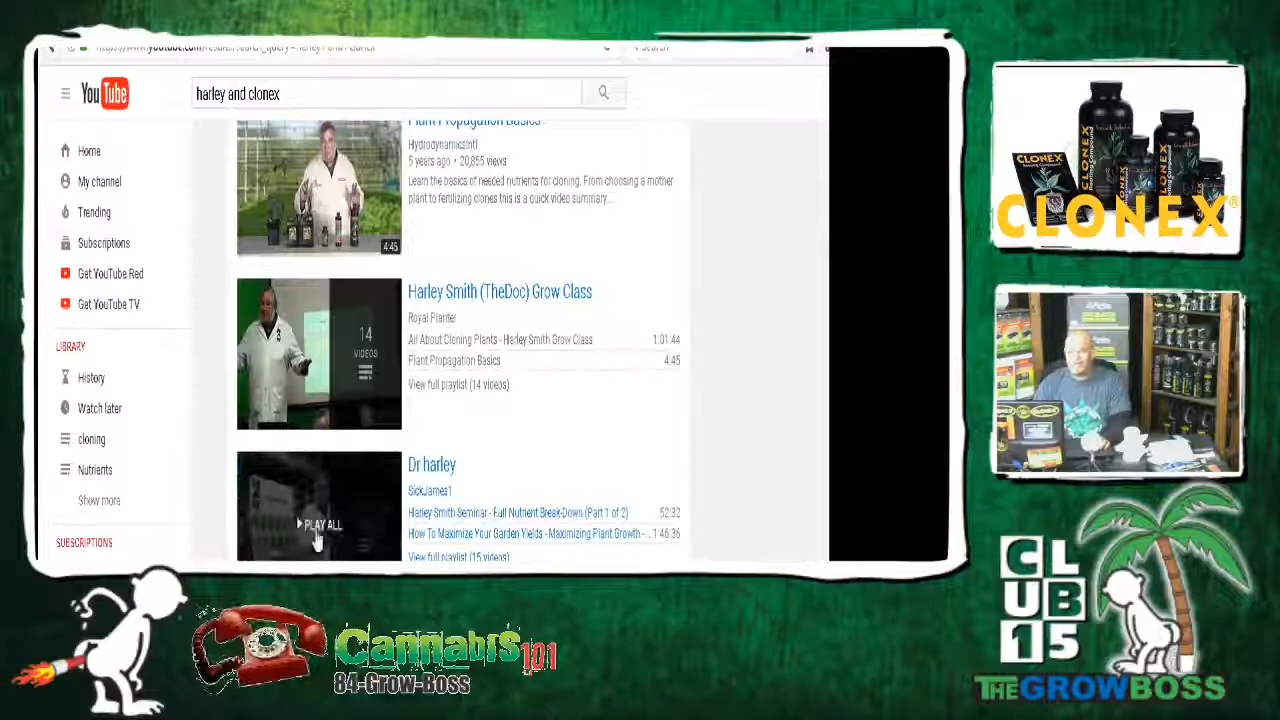 YouTube
harley and clonex
Home
My channel
Trending
Subscriptions
Get YouTube Red
Get YouTube TV
LIBRARY
History
Watch later
cloning
Nutrients
Show more
SUBSCRIPTIONS
Plant Propagation Basics
HydrodynamicsIntl
5 years ago • 20,855 views
Learn the basics of needed nutrients for cloning. From choosing a mother
plant to fertilizing clones this is a quick video summary...
4:45
Harley Smith (TheDoc) Grow Class
Royal Planter
All About Cloning Plants - Harley Smith Grow Class 1:01:44
Plant Propagation Basics 4:45
View full playlist (14 videos)
14
VIDEOS
Dr harley
SickJames1
Harley Smith Seminar - Full Nutrient Break-Down (Part 1 of 2) 52:32
How To Maximize Your Garden Yields - Maximizing Plant Growth - ... 1:46:36
View full playlist (15 videos)
PLAY ALL
CLONEX
CLONEX
CLONEX
CLONEX®
Cannabis 101
84-Grow-Boss
CLUB 15
THEGROWBOSS